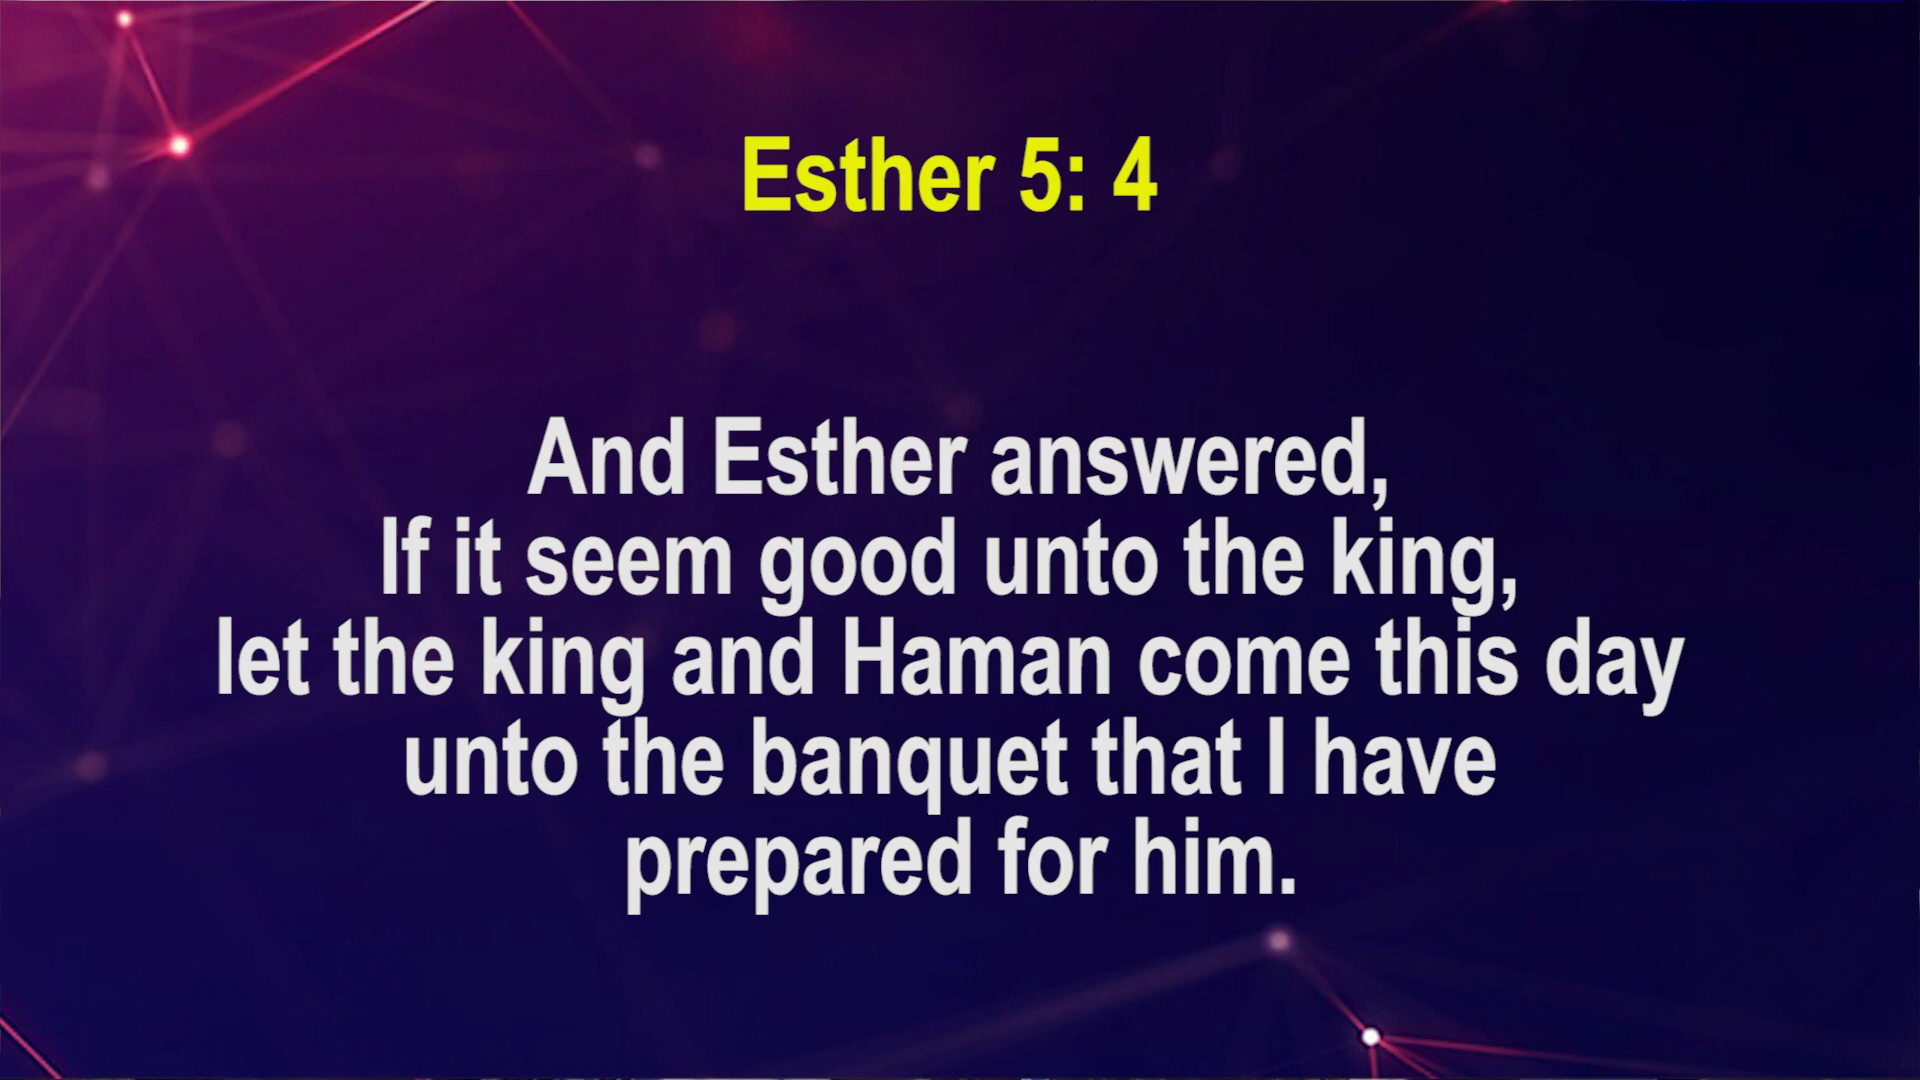 Esther 5: 4
And Esther answered,
If it seem good unto the king,
let the king and Haman come this day
unto the banquet that I have
prepared for him.